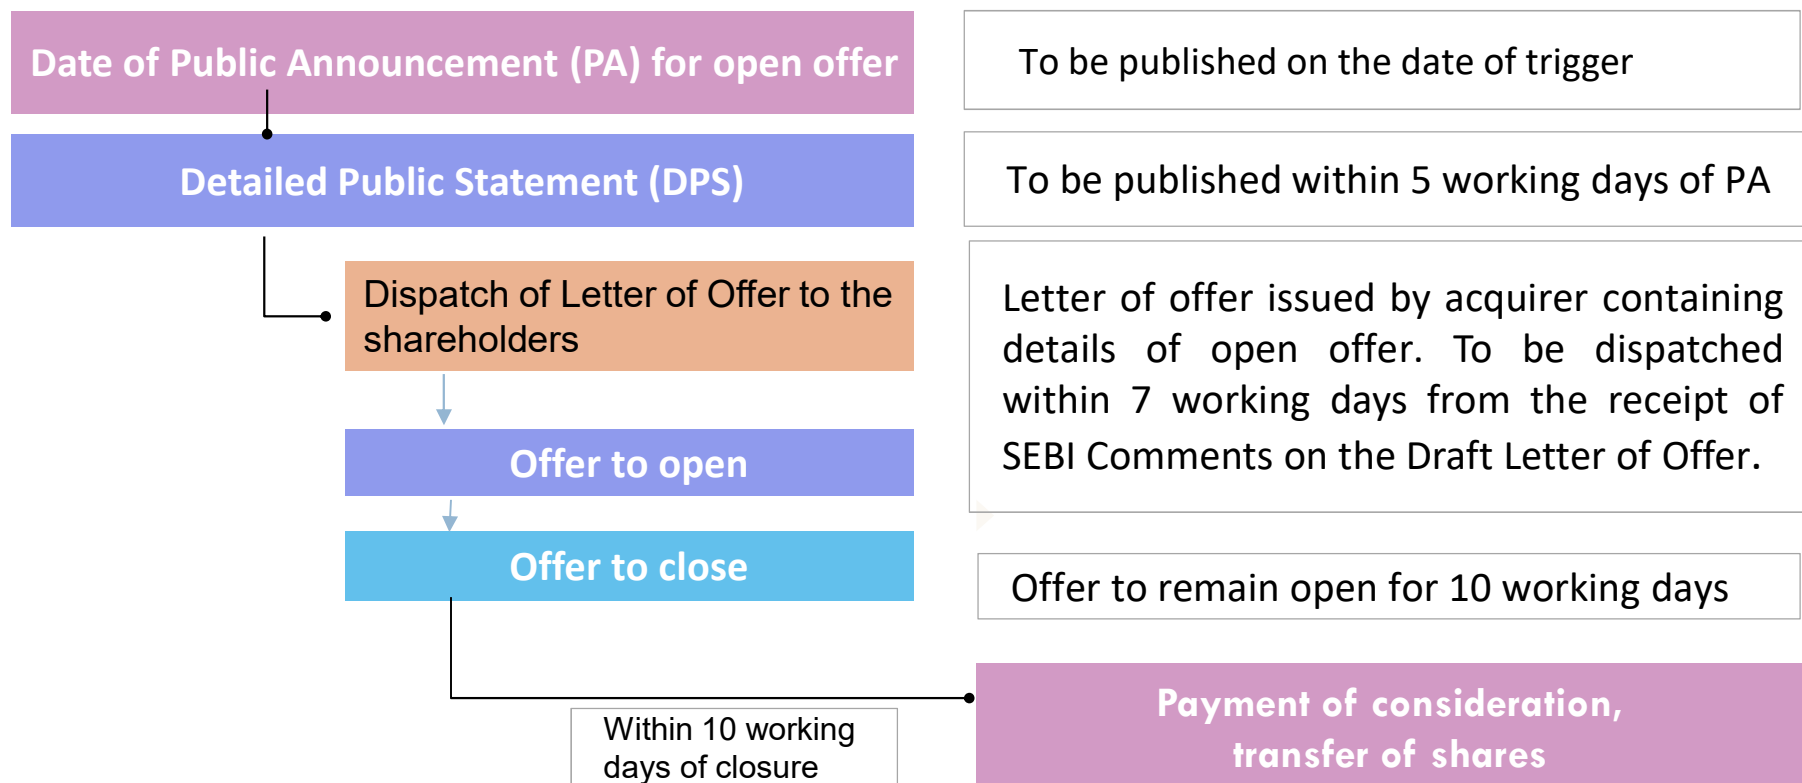 Date of Public Announcement (PA) for open offer
To be published on the date of trigger
Detailed Public Statement (DPS)
To be published within 5 working days of PA
Dispatch of Letter of Offer to the
shareholders
Letter of offer issued by acquirer containing
details of open offer. To be dispatched
within 7 working days from the receipt of
SEBI Comments on the Draft Letter of Offer.
Offer to open
Offer to close
Offer to remain open for 10 working days
Within 10 working
days of closure
Payment of consideration,
transfer of shares